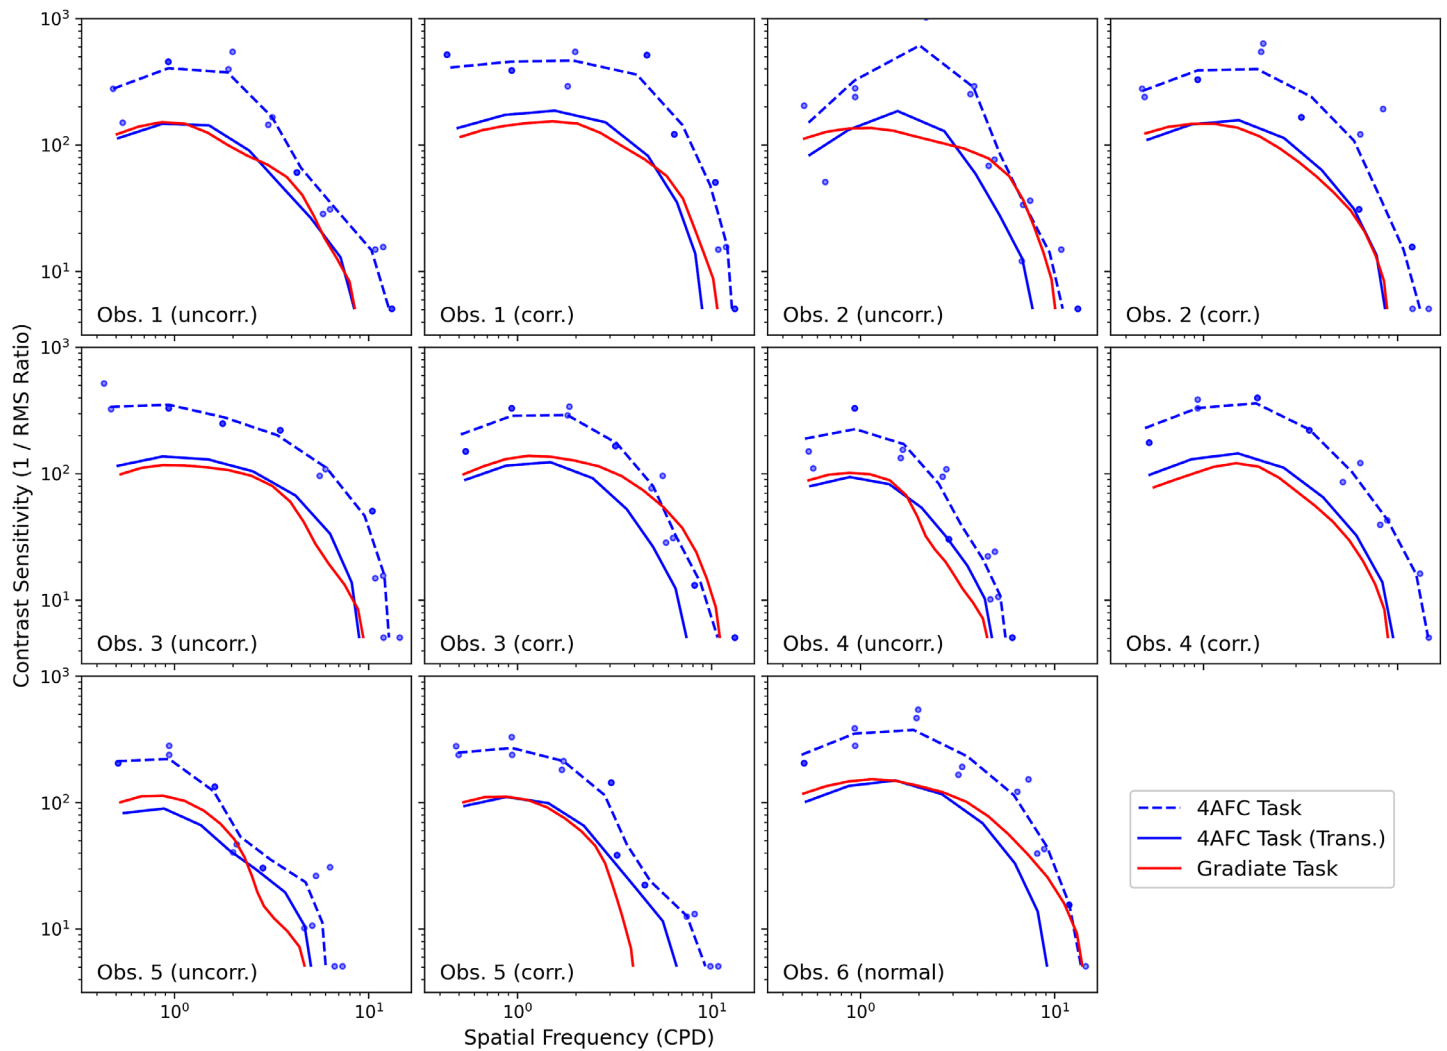 Contrast Sensitivity (1 / RMS Ratio)
10³
10²
10¹
Obs. 1 (uncorr.)
Obs. 1 (corr.)
Obs. 2 (uncorr.)
Obs. 2 (corr.)
10³
10²
10¹
Obs. 3 (uncorr.)
Obs. 3 (corr.)
Obs. 4 (uncorr.)
Obs. 4 (corr.)
10³
10²
10¹
Obs. 5 (uncorr.)
Obs. 5 (corr.)
Obs. 6 (normal)
4AFC Task
4AFC Task (Trans.)
Gradiate Task
10⁰ 10¹ 10⁰ 10¹ 10⁰ 10¹
Spatial Frequency (CPD)